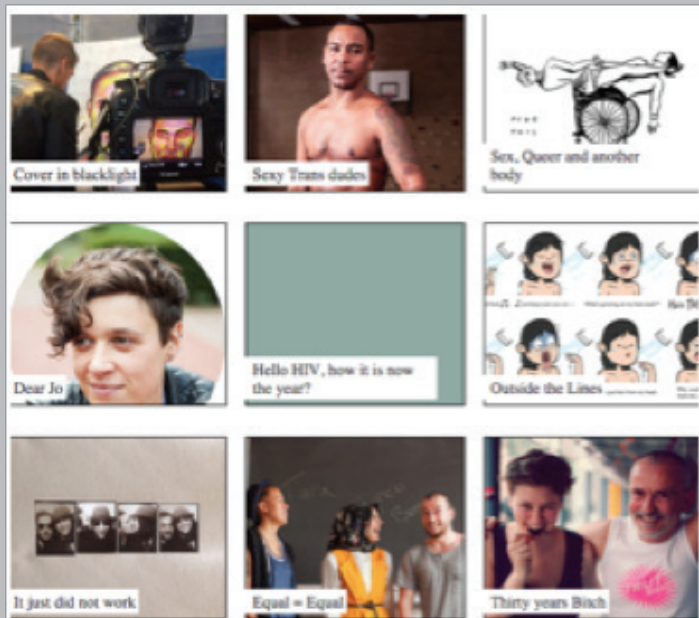 Cover in blacklight
Sexy Trans dudes
Sex, Queer and another
body
Dear Jo
Hello HIV, how it is now
the year?
Outside the Lines
It just did not work
Equal = Equal
Thirty years Bitch